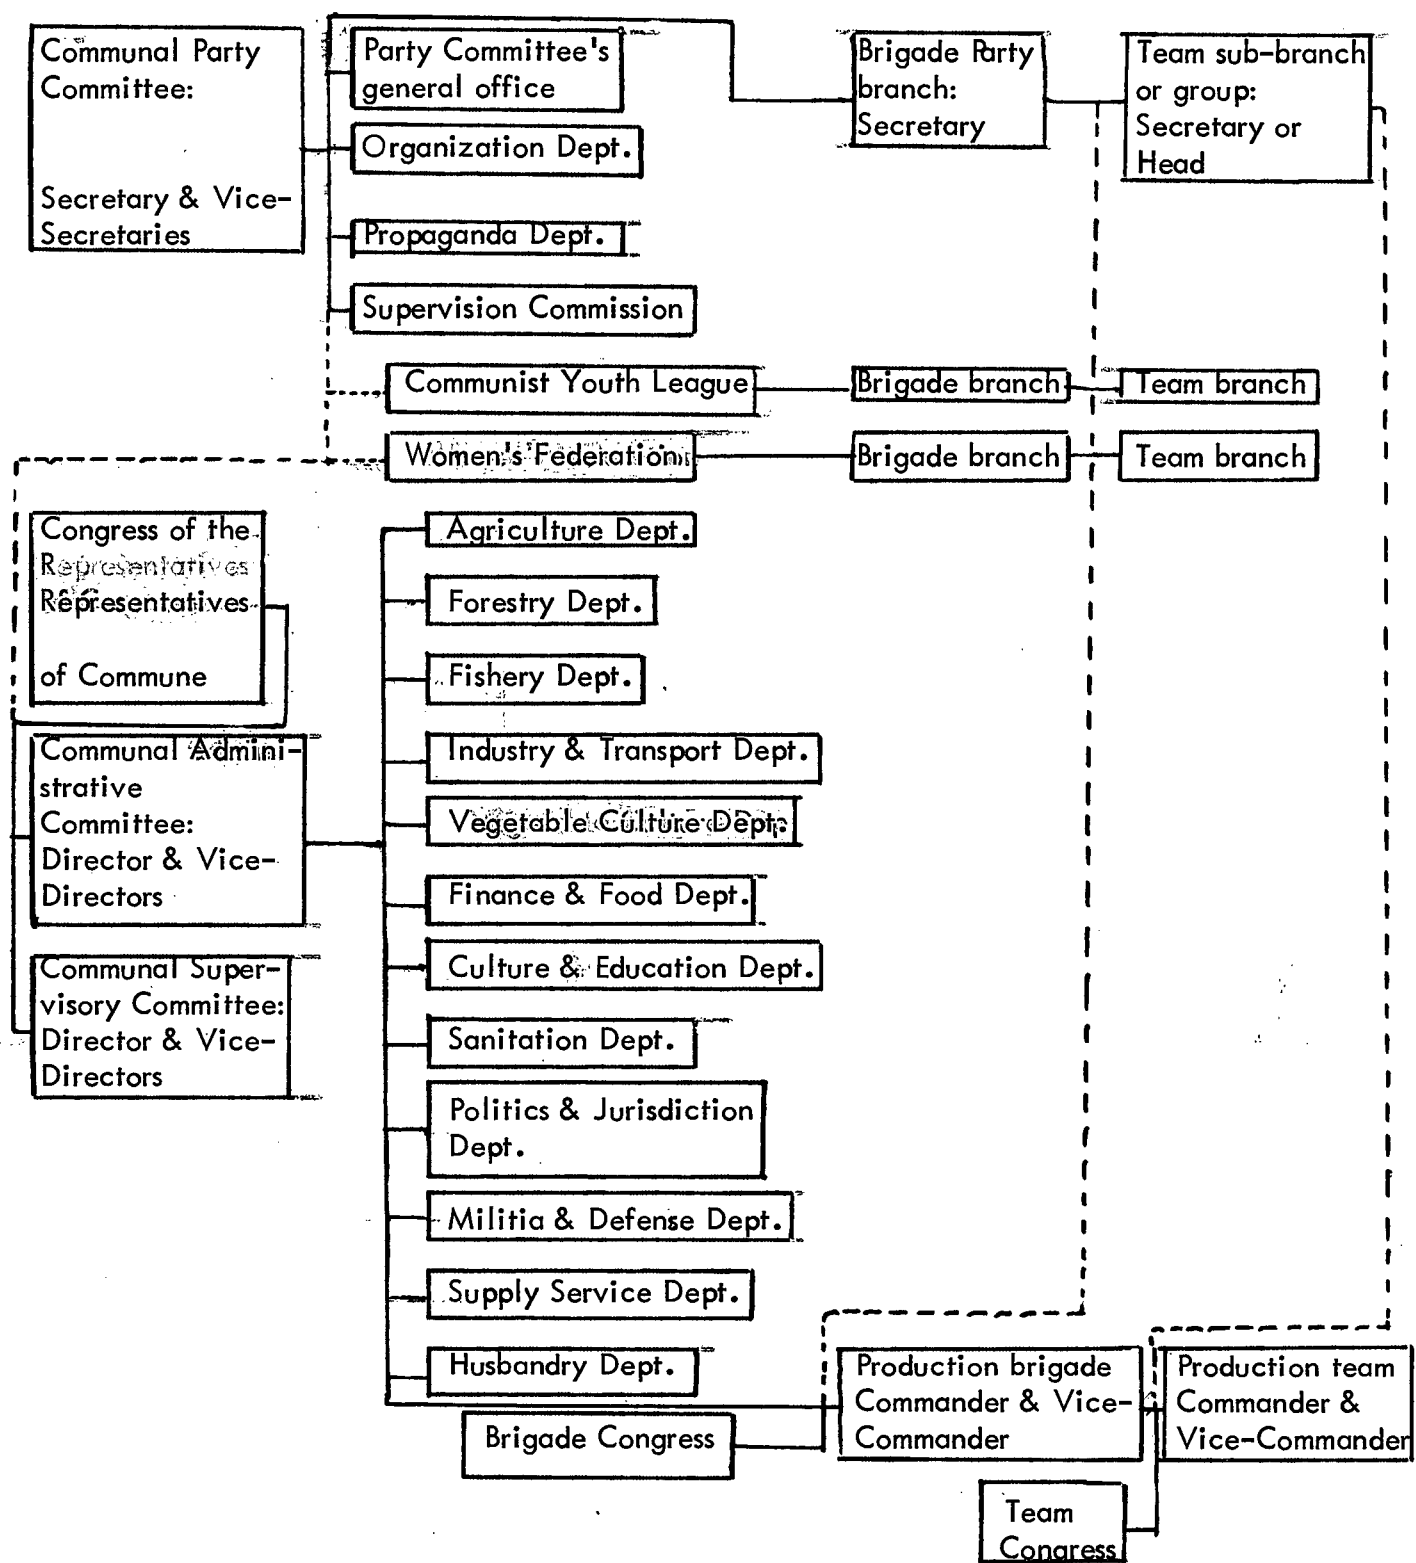 Communal Party
Committee:
Secretary & Vice-
Secretaries
Party Committee's
general office
Organization Dept.
Propaganda Dept.
Supervision Commission
Brigade Party
branch:
Secretary
Team sub-branch
or group:
Secretary or
Head
Communist Youth League
Brigade branch
Team branch
Women's Federation
Brigade branch
Team branch
Congress of the
Representatives
Representatives
of Commune
Communal Admini-
strative
Committee:
Director & Vice-
Directors
Communal Super-
visory Committee:
Director & Vice-
Directors
Agriculture Dept.
Forestry Dept.
Fishery Dept.
Industry & Transport Dept.
Vegetable Culture Dept.
Finance & Food Dept.
Culture & Education Dept.
Sanitation Dept.
Politics & Jurisdiction
Dept.
Militia & Defense Dept.
Supply Service Dept.
Husbandry Dept.
Brigade Congress
Production brigade
Commander & Vice-
Commander
Production team
Commander &
Vice-Commander
Team
Congress